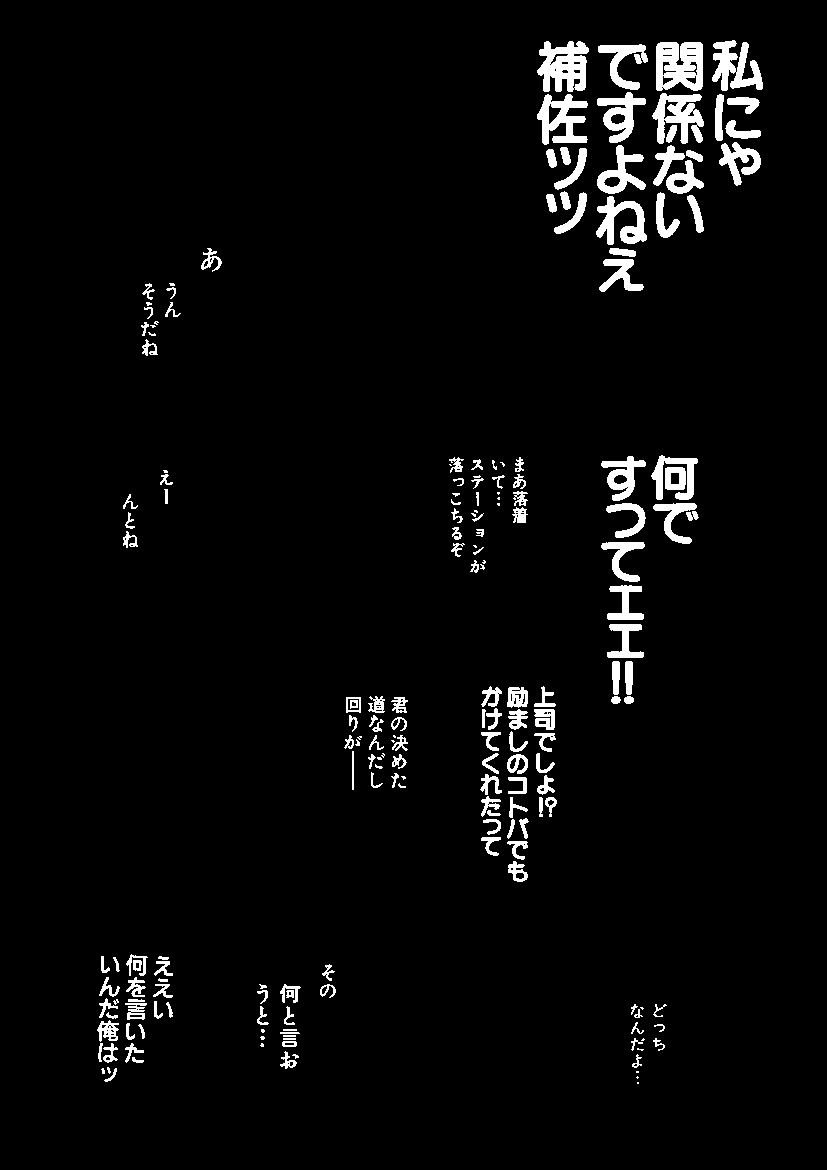 私にゃ
関係ない
ですよねぇ
補佐ッツ
あ
うん
そうだね
何で
すってエエ!!
まあ落着
いて…
ステーションが
落っこちるぞ
えー
んとね
上司でしょ!?
励ましのコトバでも
かけてくれたって
君の決めた
道なんだし
回りが――
どっち
なんだよ…
その
何と言お
うと…
ええい
何を言いた
いんだ俺はッ